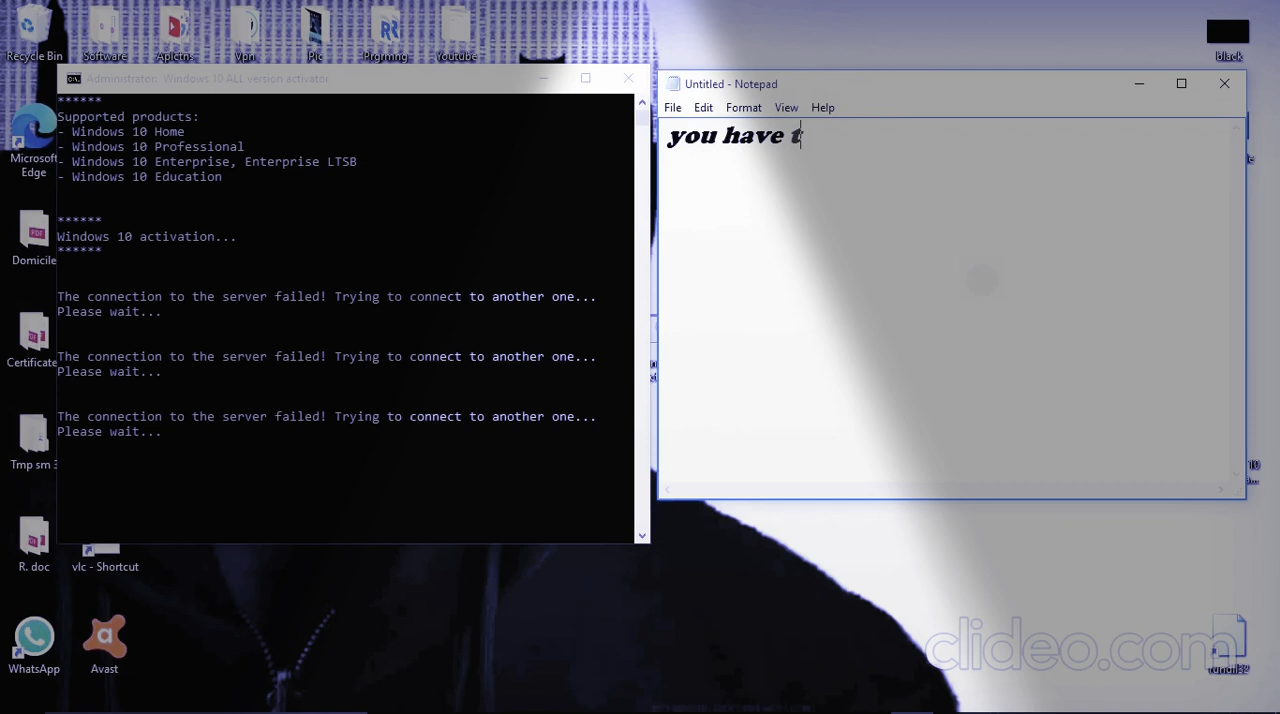 Recycle Bin
Software
Aplctns
Vpn
Pic
Prgrming
Youtube
black
Administrator: Windows 10 ALL version activator
******
Supported products:
- Windows 10 Home
- Windows 10 Professional
- Windows 10 Enterprise, Enterprise LTSB
- Windows 10 Education
******
Windows 10 activation...
******
The connection to the server failed! Trying to connect to another one...
Please wait...
The connection to the server failed! Trying to connect to another one...
Please wait...
The connection to the server failed! Trying to connect to another one...
Please wait...
Untitled - Notepad
File Edit Format View Help
you have t
Microsoft
Edge
Domicile
Certificate
Tmp sm 3
R. doc
vlc - Shortcut
WhatsApp
Avast
rundll32
clideo.com